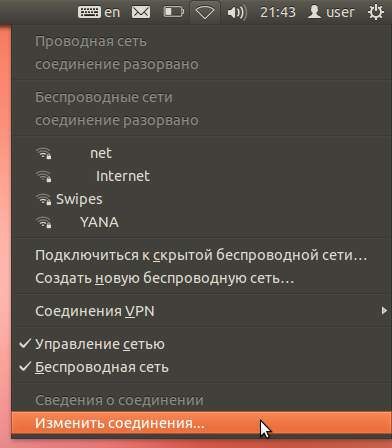 en 21:43 user
Проводная сеть
соединение разорвано
Беспроводные сети
соединение разорвано
net
Internet
Swipes
YANA
Подключиться к скрытой беспроводной сети…
Создать новую беспроводную сеть…
Соединения VPN
Управление сетью
Беспроводная сеть
Сведения о соединении
Изменить соединения...